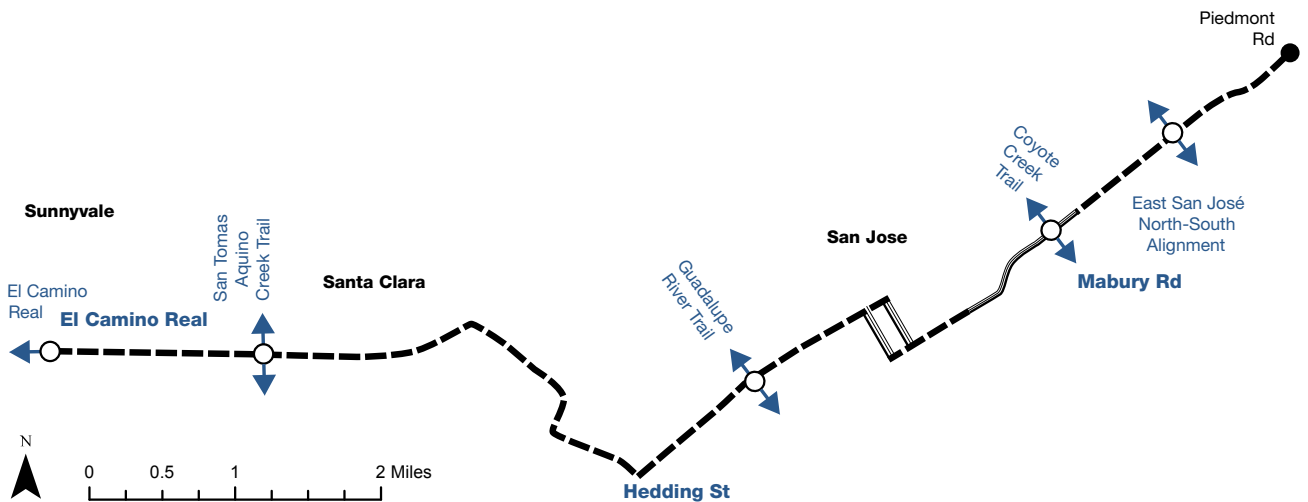 Piedmont
Rd
Coyote
Creek
Trail
East San José
North-South
Alignment
Sunnyvale
San Tomas
Aquino
Creek Trail
San Jose
Santa Clara
Guadalupe
River Trail
Mabury Rd
El Camino
Real
El Camino Real
N
0 0.5 1 2 Miles
Hedding St